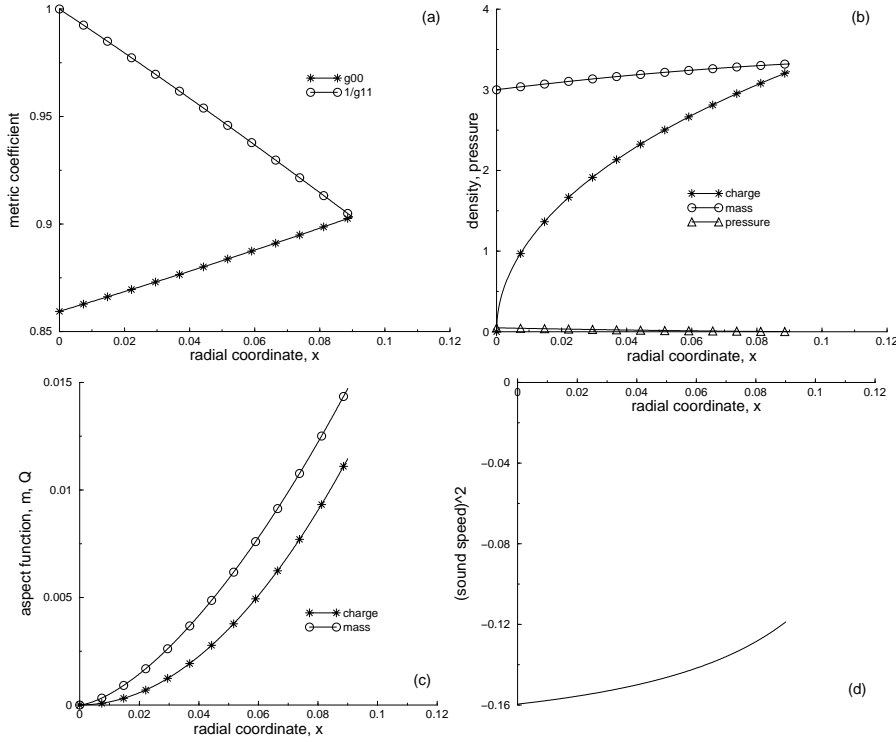 1
(a)
g00
1/g11
0.95
metric coefficient
0.9
0.85
0
0.02
0.04
0.06
0.08
0.1
0.12
radial coordinate, x
4
(b)
3
density, pressure
2
charge
mass
pressure
1
0
0
0.02
0.04
0.06
0.08
0.1
0.12
radial coordinate, x
0.015
0.01
aspect function, m, Q
0.005
charge
mass
(c)
0
0
0.02
0.04
0.06
0.08
0.1
0.12
radial coordinate, x
0
0
0.02
0.04
0.06
0.08
0.1
0.12
radial coordinate, x
−0.04
(sound speed)^2
−0.08
−0.12
−0.16
(d)